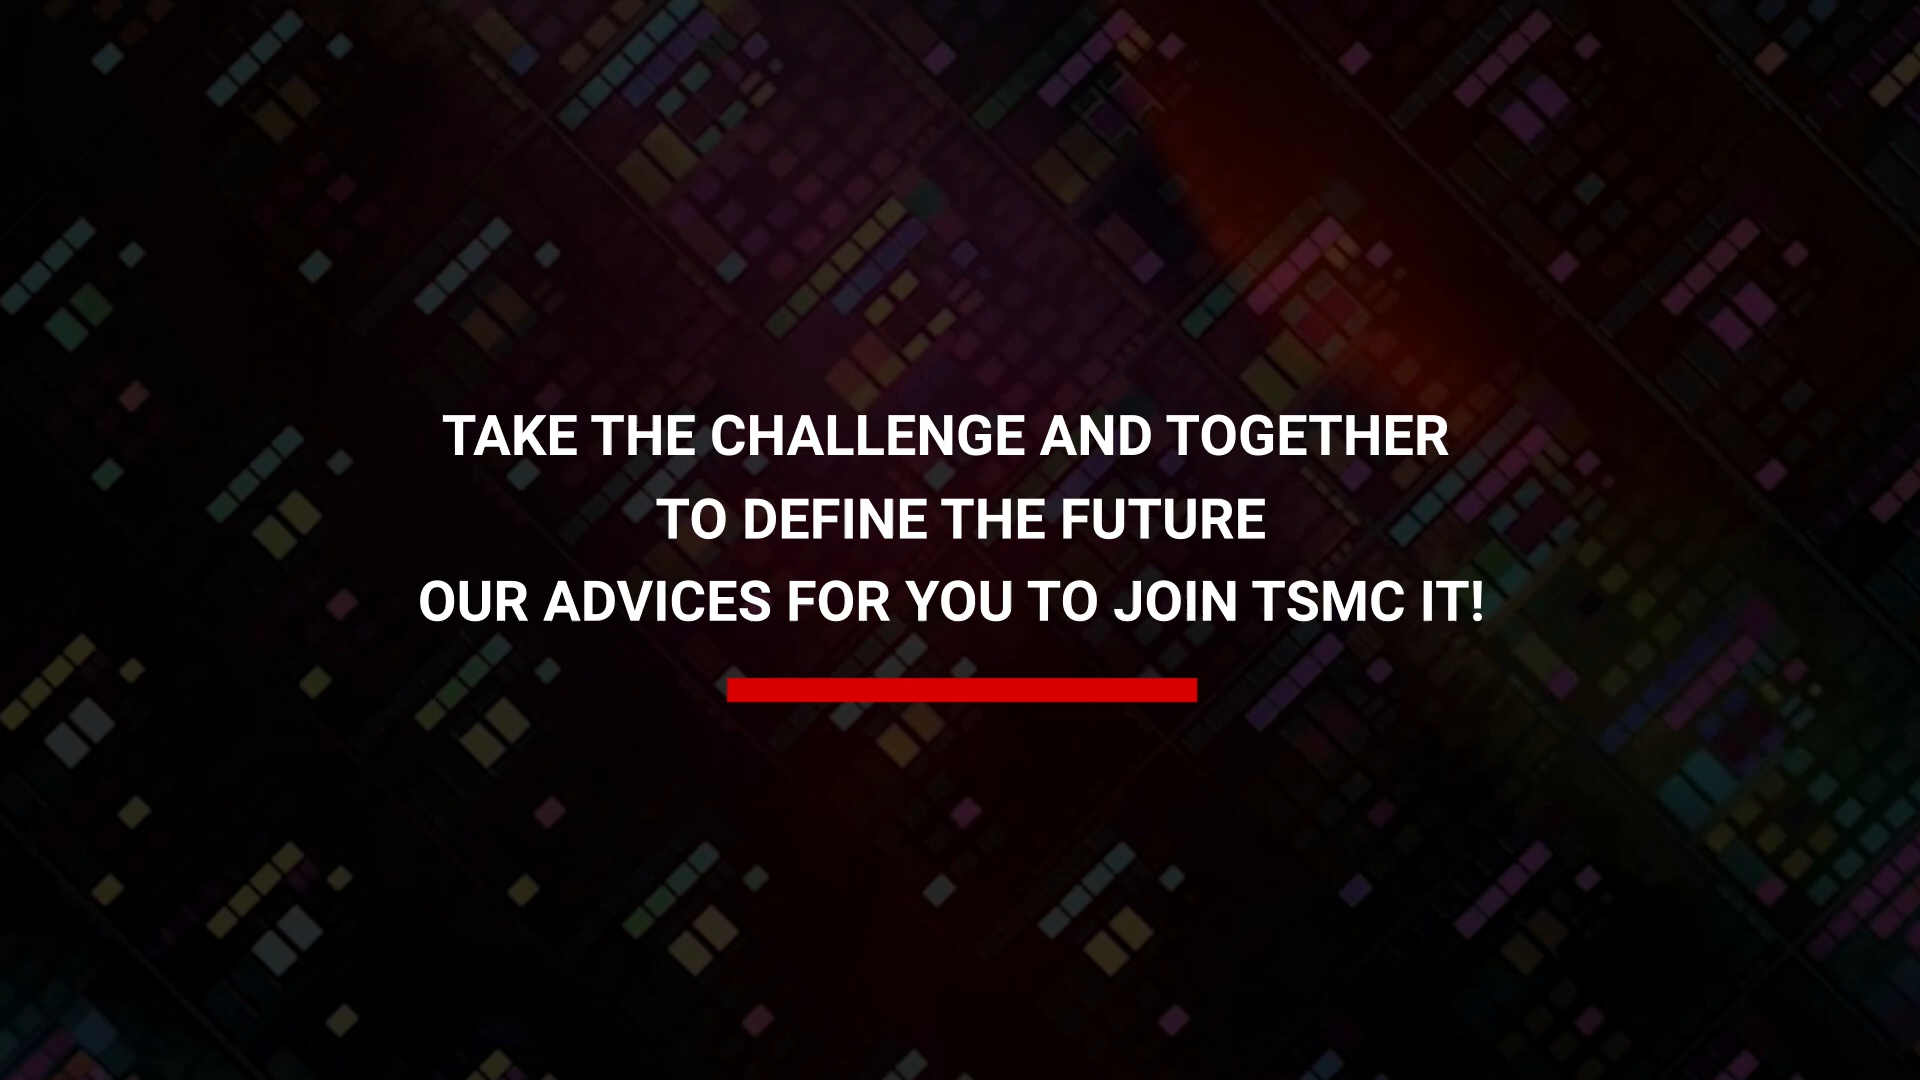 TAKE THE CHALLENGE AND TOGETHER
TO DEFINE THE FUTURE
OUR ADVICES FOR YOU TO JOIN TSMC IT!